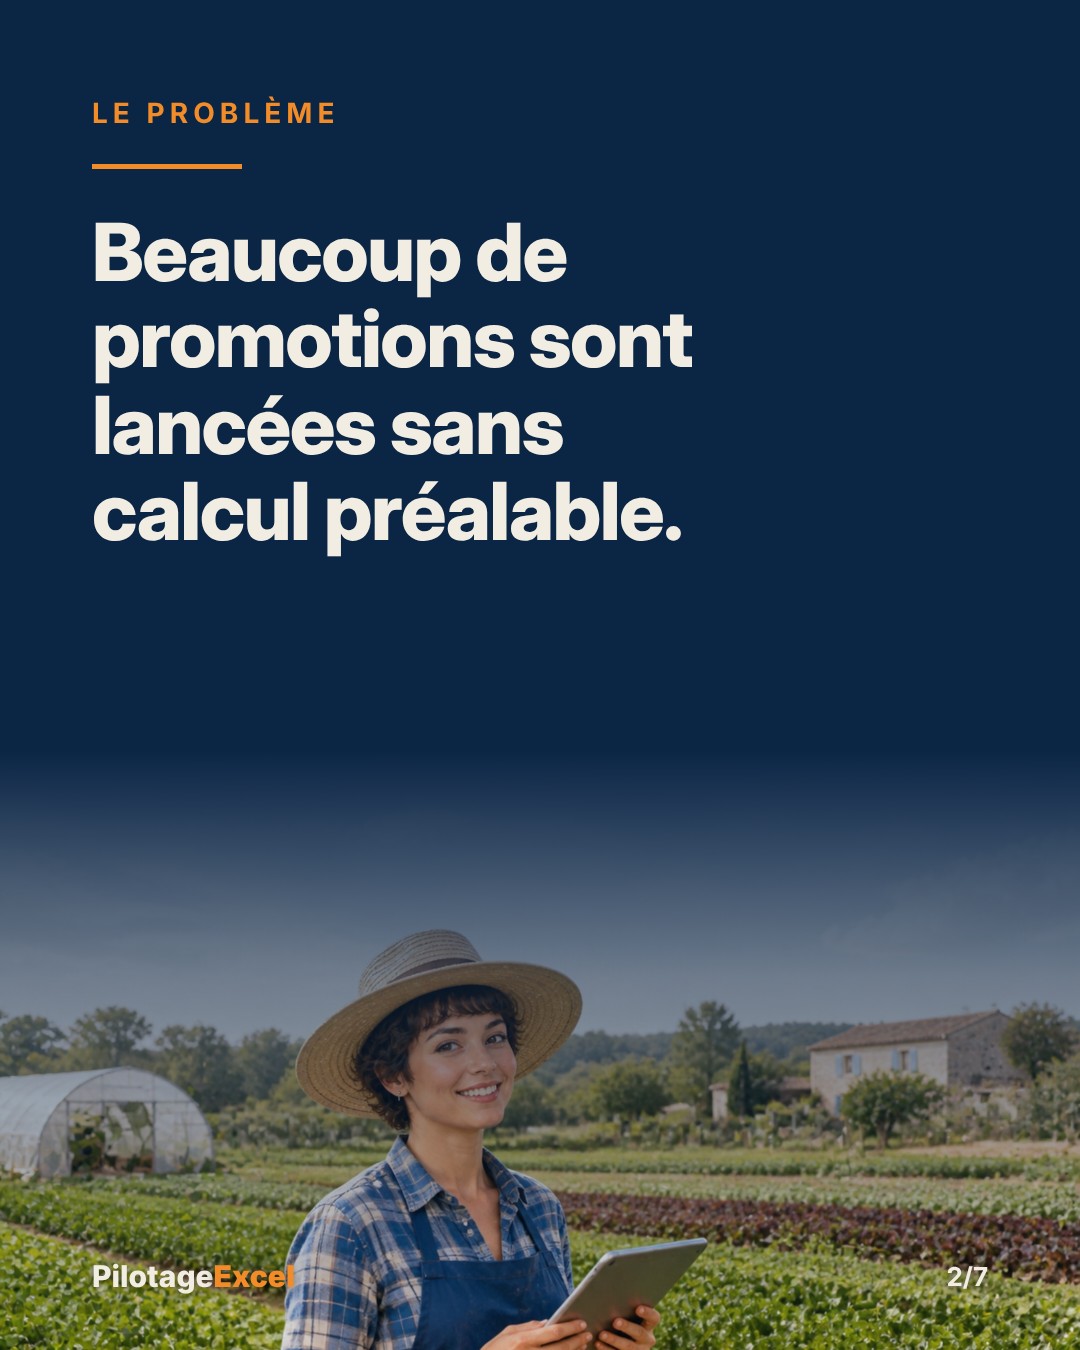 LE PROBLÈME
Beaucoup de
promotions sont
lancées sans
calcul préalable.
PilotageExcel
2/7